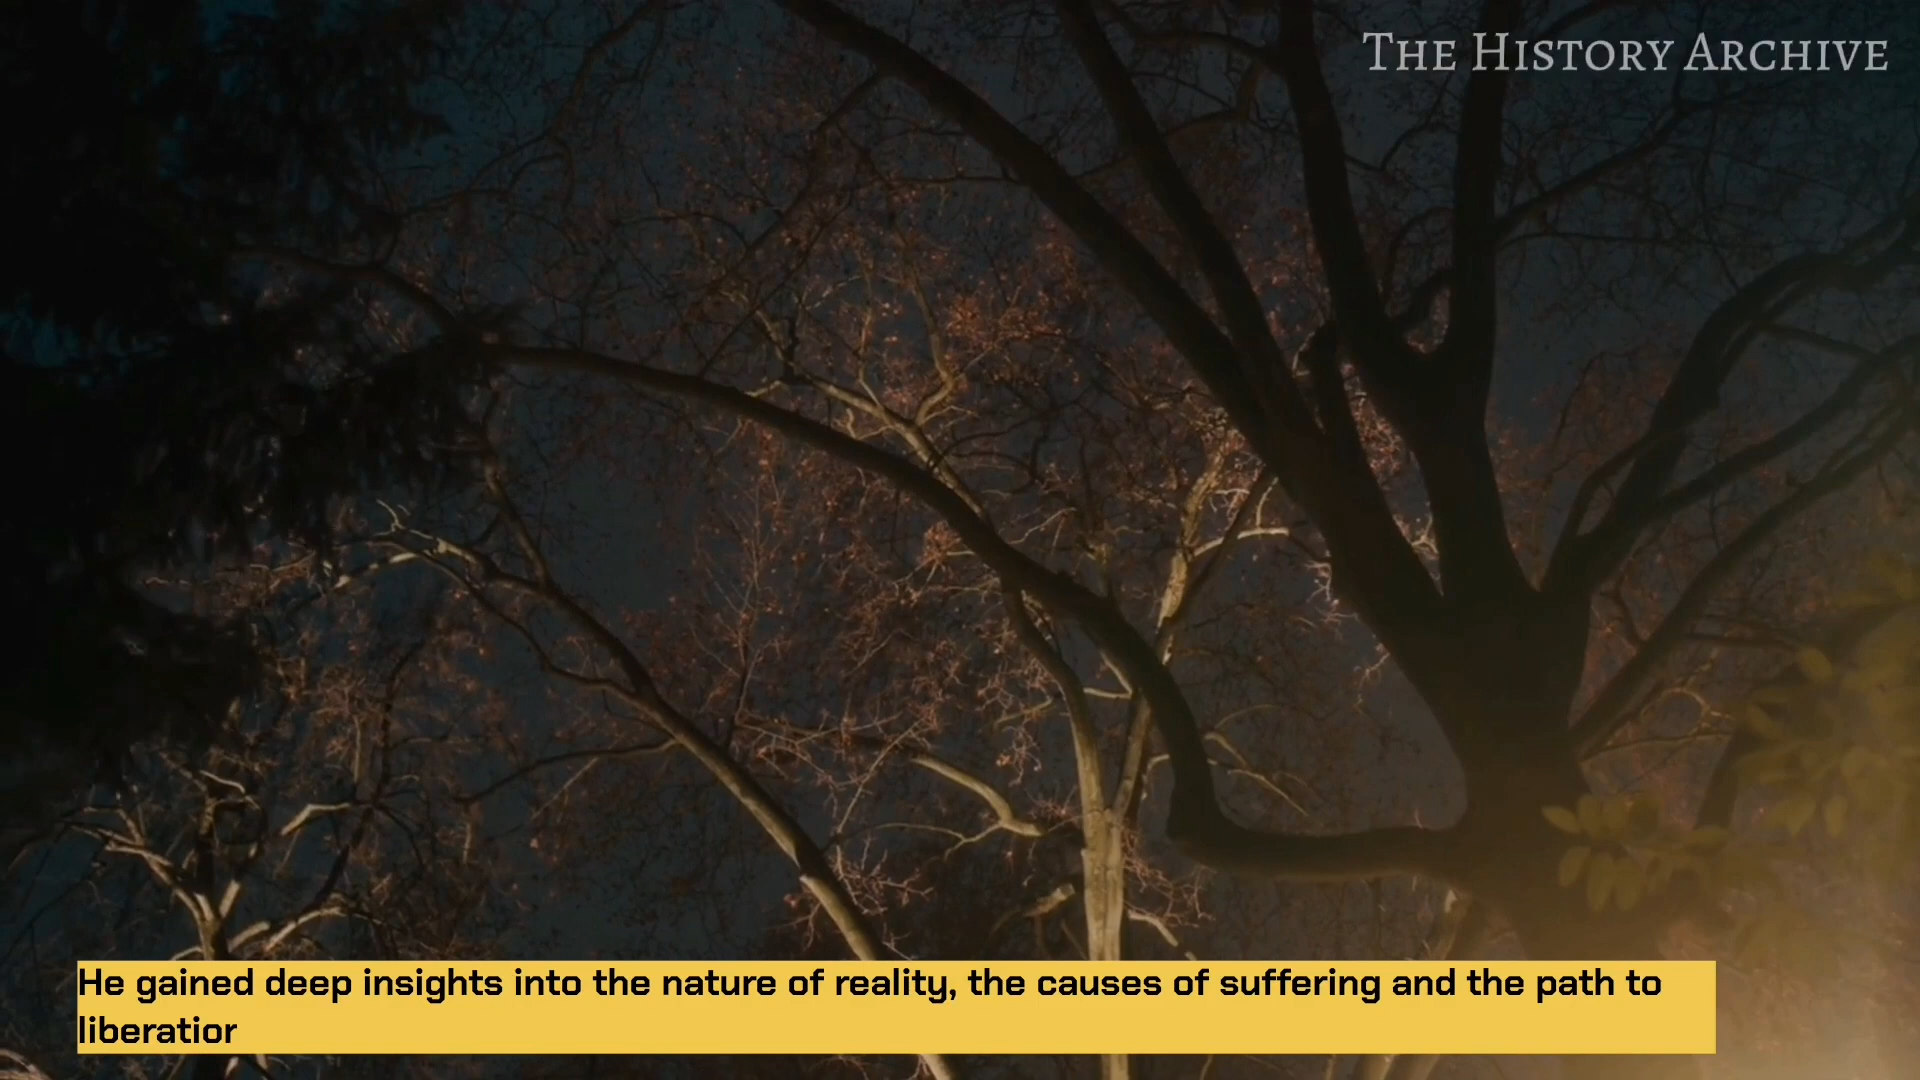 THE HISTORY ARCHIVE
He gained deep insights into the nature of reality, the causes of suffering and the path to
liberatior